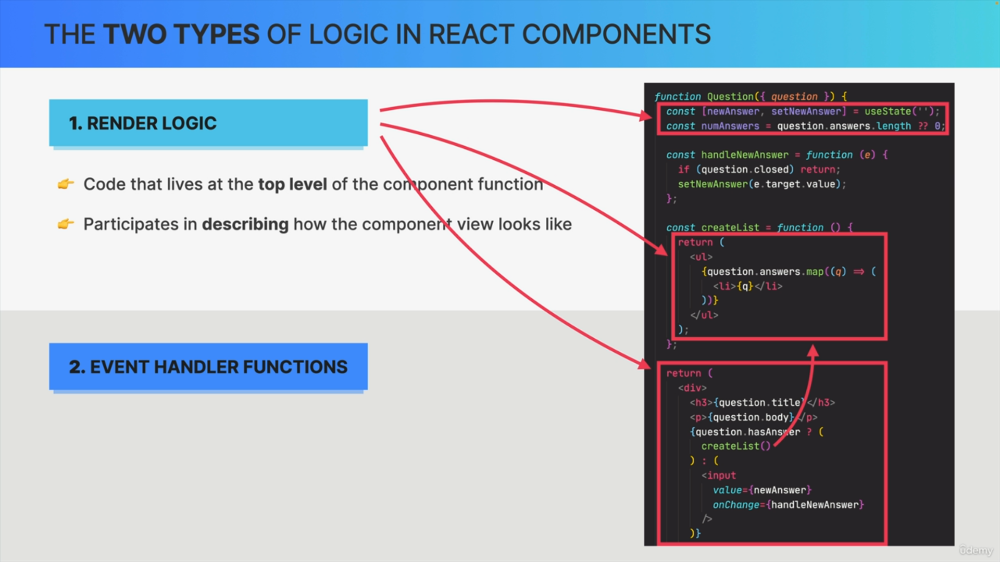 THE TWO TYPES OF LOGIC IN REACT COMPONENTS
1. RENDER LOGIC
👉 Code that lives at the top level of the component function
👉 Participates in describing how the component view looks like
2. EVENT HANDLER FUNCTIONS
function Question({ question }) {
const [newAnswer, setNewAnswer] = useState('');
const numAnswers = question.answers.length ?? 0;
const handleNewAnswer = function (e) {
if (question.closed) return;
setNewAnswer(e.target.value);
};
const createList = function () {
return (
<ul>
{question.answers.map((q) => (
<li>{q}</li>
))}
</ul>
);
};
return (
<div>
<h3>{question.title}</h3>
<p>{question.body}</p>
{question.hasAnswer ? (
createList()
) : (
<input
value={newAnswer}
onChange={handleNewAnswer}
/>
)}
ûdemy